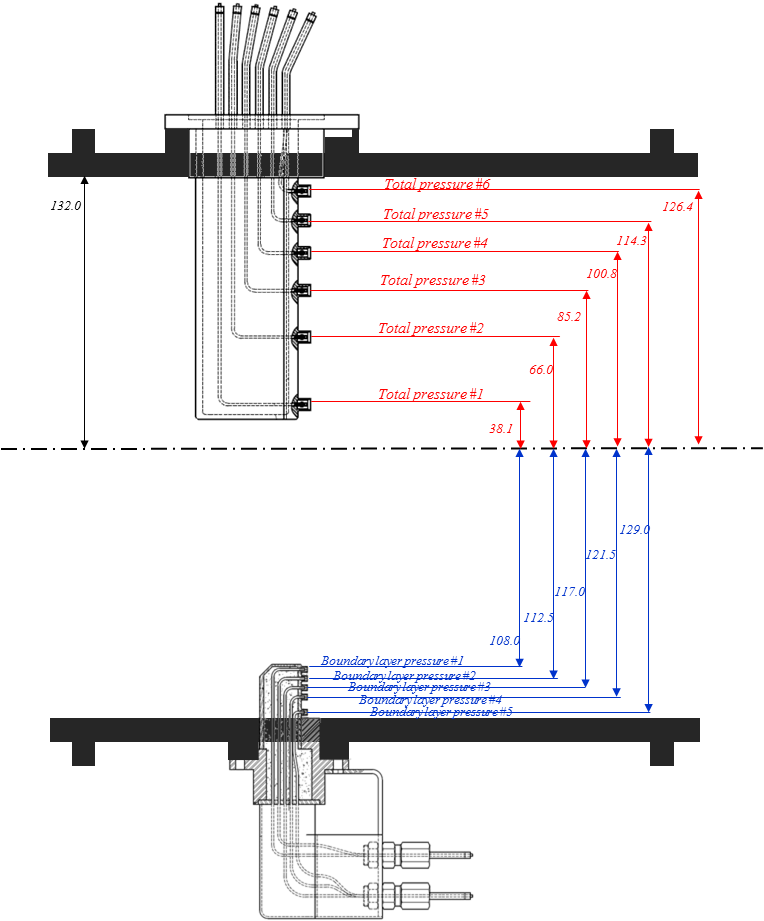 Total pressure #6
132.0
126.4
Total pressure #5
114.3
Total pressure #4
100.8
Total pressure #3
85.2
Total pressure #2
66.0
Total pressure #1
38.1
129.0
121.5
117.0
112.5
108.0
Boundary layer pressure #1
Boundary layer pressure #2
Boundary layer pressure #3
Boundary layer pressure #4
Boundary layer pressure #5